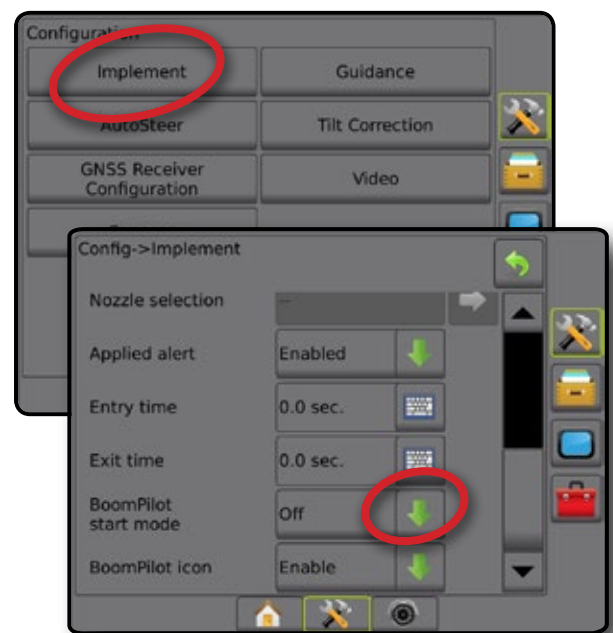 Configuration
Implement
Guidance
AutoSteer
Tilt Correction
GNSS Receiver
Configuration
Video
Config->Implement
Nozzle selection
--
Applied alert
Enabled
Entry time
0.0 sec.
Exit time
0.0 sec.
BoomPilot
start mode
Off
BoomPilot icon
Enable